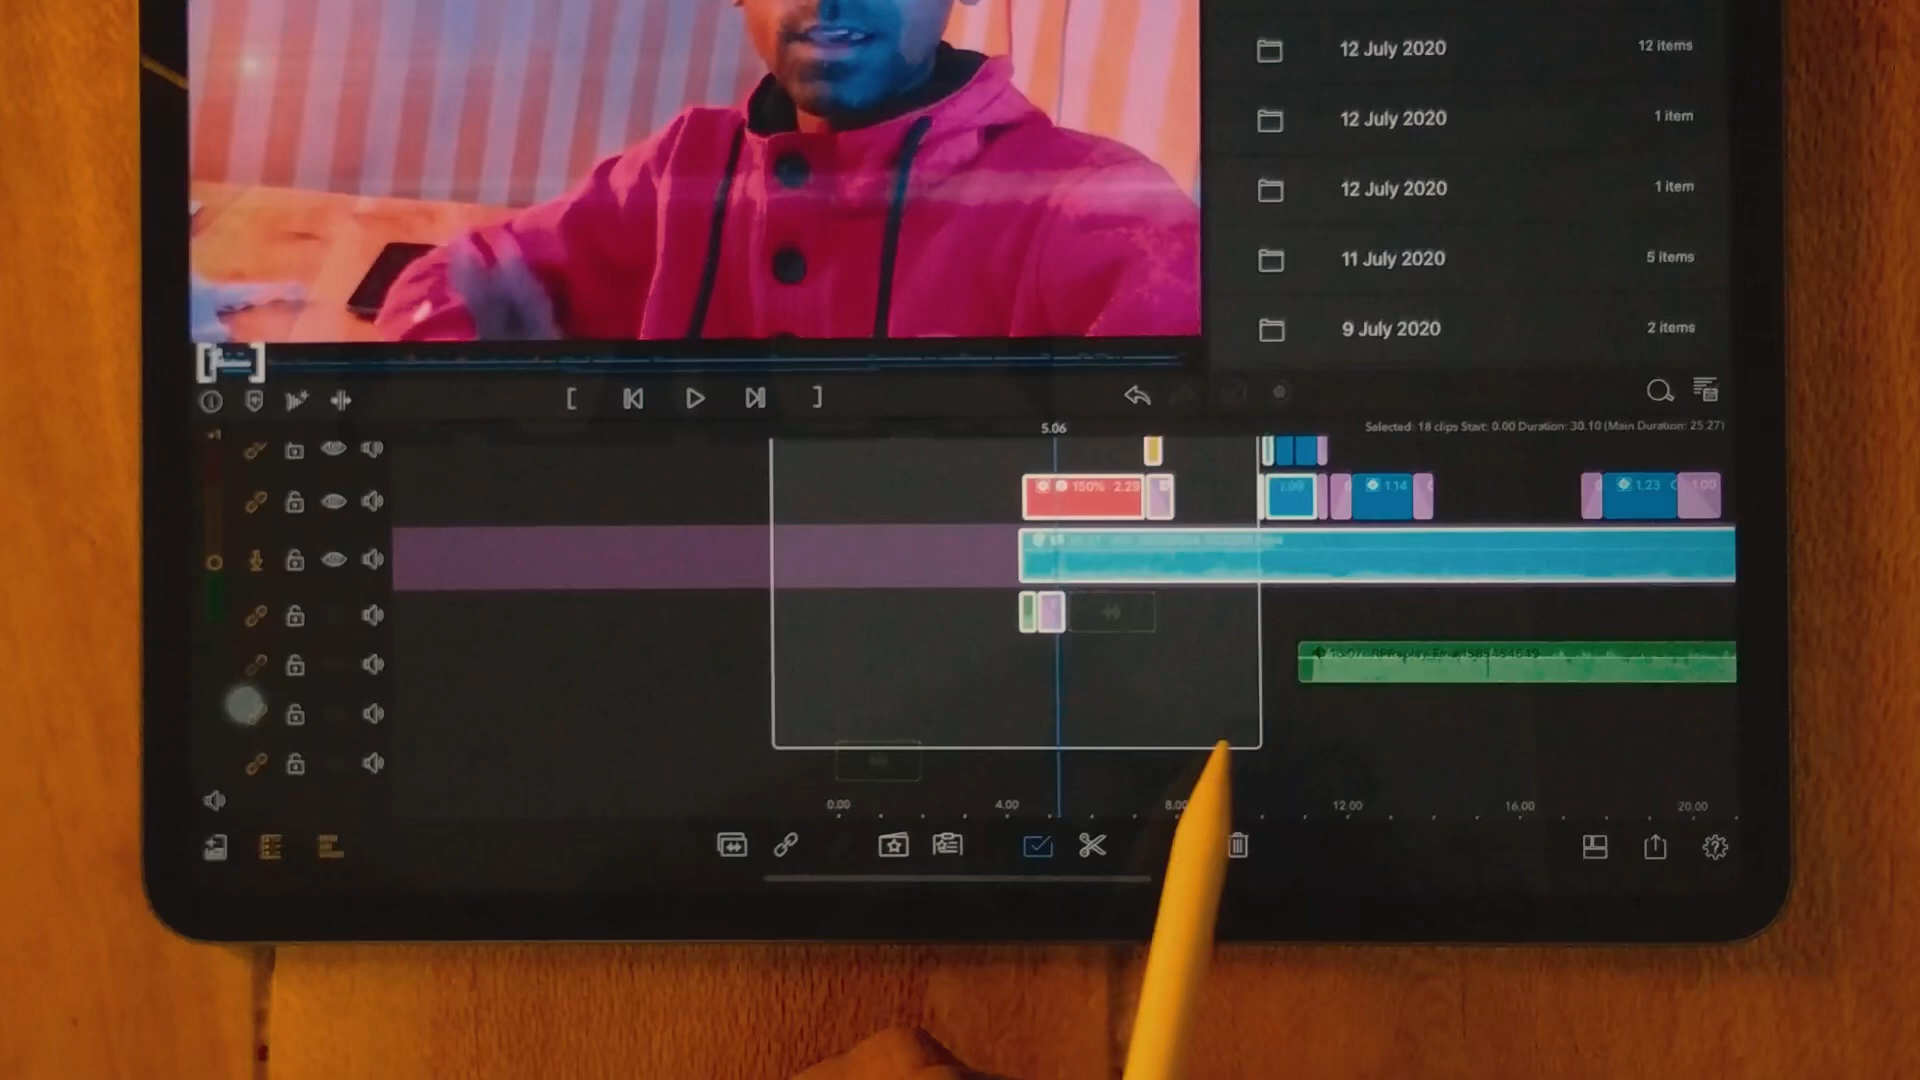 12 July 2020 12 items
12 July 2020 1 item
12 July 2020 1 item
11 July 2020 5 items
9 July 2020 2 items
5.06
Selected: 18 clips Start: 0.00 Duration: 30.10 (Main Duration: 25.27)
150% 2.29
1.14
1.23
1.00
0.00 4.00 8.00 12.00 16.00 20.00